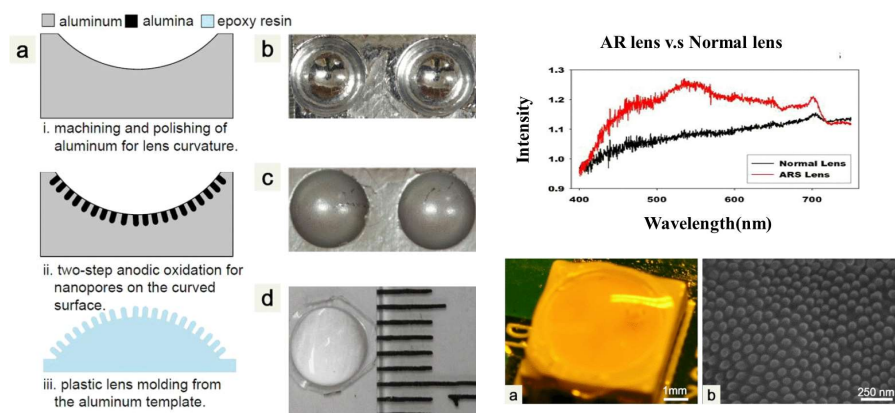 aluminum alumina epoxy resin
a
i. machining and polishing of
aluminum for lens curvature.
ii. two-step anodic oxidation for
nanopores on the curved
surface.
iii. plastic lens molding from
the aluminum template.
b
c
d
AR lens v.s Normal lens
Intensity
1.3
1.2
1.1
1.0
0.9
400
500
600
700
Normal Lens
ARS Lens
Wavelength(nm)
10
a
1mm
b
250 nm